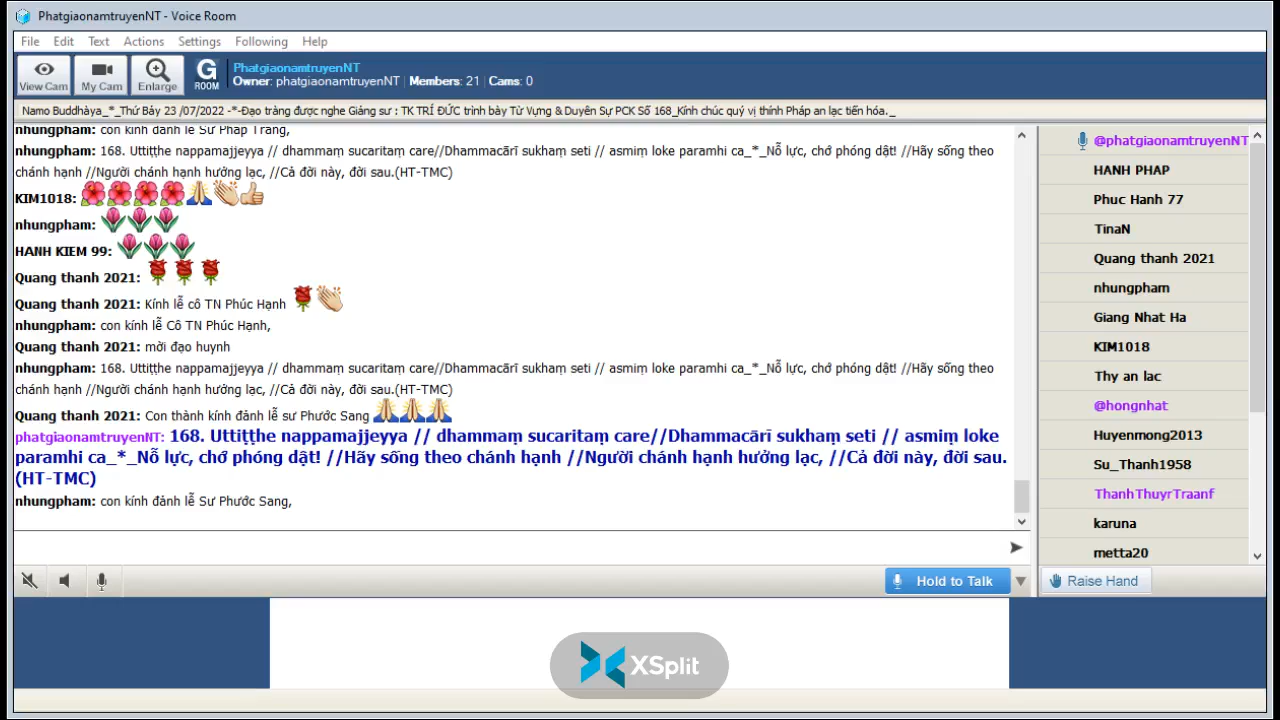 PhatgiaonamtruyenNT - Voice Room
File Edit Text Actions Settings Following Help
View Cam My Cam Enlarge G ROOM
PhatgiaonamtruyenNT
Owner: phatgiaonamtruyenNT | Members: 21 | Cams: 0
Namo Buddhàya_*_Thứ Bảy 23 /07/2022 -*-Đạo tràng được nghe Giảng sư : TK TRÍ ĐỨC trình bày Từ Vựng & Duyên Sự PCK Số 168_Kính chúc quý vị thính Pháp an lạc tiến hóa._
nhungpham: con kính đảnh lễ Sư Pháp Trang,
nhungpham: 168. Uttiṭṭhe nappamajjeyya // dhammaṃ sucaritaṃ care//Dhammacārī sukhaṃ seti // asmiṃ loke paramhi ca_*_Nỗ lực, chớ phóng dật! //Hãy sống theo
chánh hạnh //Người chánh hạnh hưởng lạc, //Cả đời này, đời sau.(HT-TMC)
KIM1018:
nhungpham:
HANH KIEM 99:
Quang thanh 2021:
Quang thanh 2021: Kính lễ cô TN Phúc Hạnh
nhungpham: con kính lễ Cô TN Phúc Hạnh,
Quang thanh 2021: mời đạo huynh
nhungpham: 168. Uttiṭṭhe nappamajjeyya // dhammaṃ sucaritaṃ care//Dhammacārī sukhaṃ seti // asmiṃ loke paramhi ca_*_Nỗ lực, chớ phóng dật! //Hãy sống theo
chánh hạnh //Người chánh hạnh hưởng lạc, //Cả đời này, đời sau.(HT-TMC)
Quang thanh 2021: Con thành kính đảnh lễ sư Phước Sang
phatgiaonamtruyenNT: 168. Uttiṭṭhe nappamajjeyya // dhammaṃ sucaritaṃ care//Dhammacārī sukhaṃ seti // asmiṃ loke
paramhi ca_*_Nỗ lực, chớ phóng dật! //Hãy sống theo chánh hạnh //Người chánh hạnh hưởng lạc, //Cả đời này, đời sau.
(HT-TMC)
nhungpham: con kính đảnh lễ Sư Phước Sang,
@phatgiaonamtruyenNT
HANH PHAP
Phuc Hanh 77
TinaN
Quang thanh 2021
nhungpham
Giang Nhat Ha
KIM1018
Thy an lac
@hongnhat
Huyenmong2013
Su_Thanh1958
ThanhThuyrTraanf
karuna
metta20
Hold to Talk
Raise Hand
XSplit